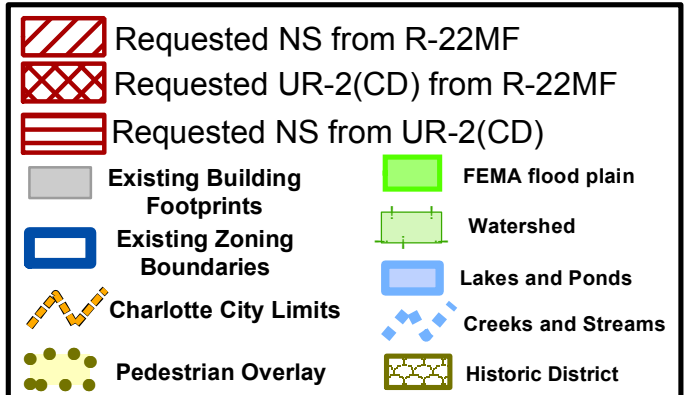 Requested NS from R-22MF
Requested UR-2(CD) from R-22MF
Requested NS from UR-2(CD)
Existing Building
Footprints
Existing Zoning
Boundaries
Charlotte City Limits
Pedestrian Overlay
FEMA flood plain
Watershed
Lakes and Ponds
Creeks and Streams
Historic District